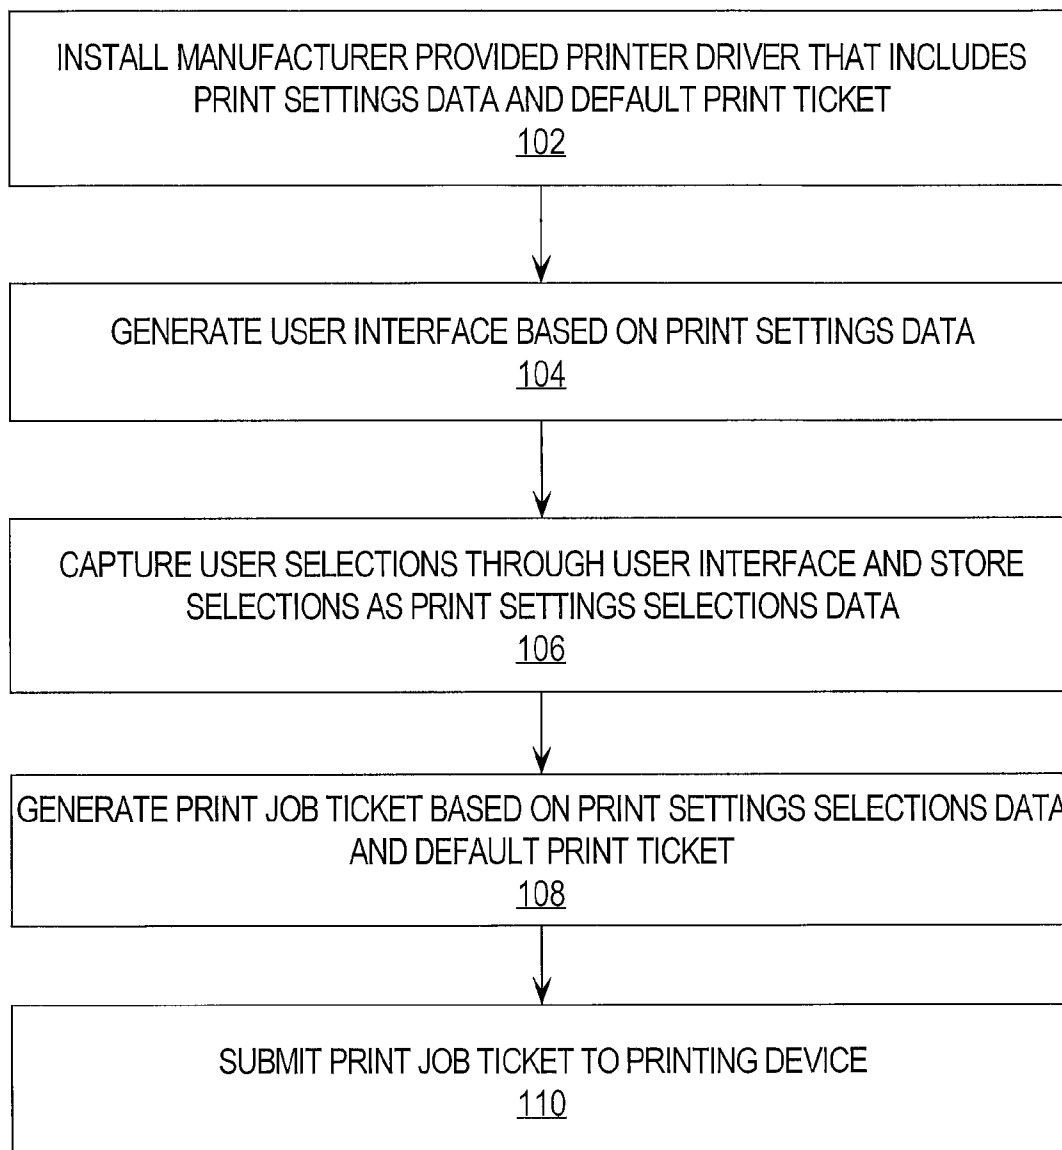 INSTALL MANUFACTURER PROVIDED PRINTER DRIVER THAT INCLUDES
PRINT SETTINGS DATA AND DEFAULT PRINT TICKET
102
GENERATE USER INTERFACE BASED ON PRINT SETTINGS DATA
104
CAPTURE USER SELECTIONS THROUGH USER INTERFACE AND STORE
SELECTIONS AS PRINT SETTINGS SELECTIONS DATA
106
GENERATE PRINT JOB TICKET BASED ON PRINT SETTINGS SELECTIONS DATA
AND DEFAULT PRINT TICKET
108
SUBMIT PRINT JOB TICKET TO PRINTING DEVICE
110